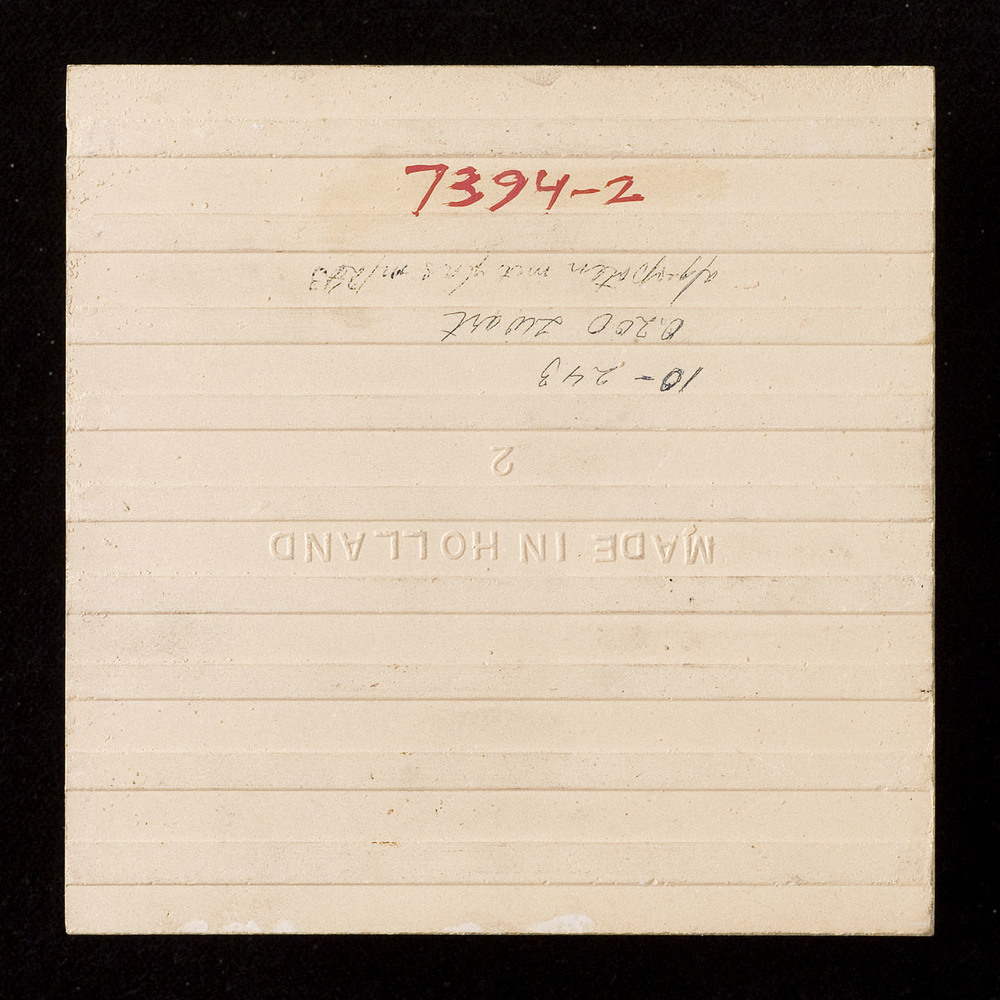 7394-2
MADE IN HOLLAND
2
10-243
0.200 zwart